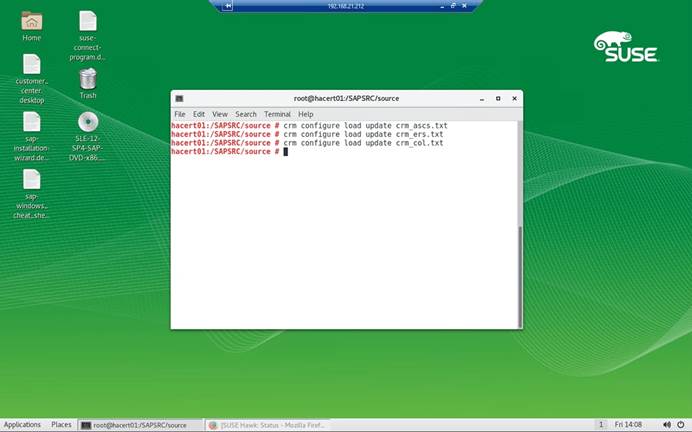 192.168.21.212
Home
suse-
connect-
program.d...
customer_
center.
desktop
Trash
sap-
installation-
wizard.de...
SLE-12-
SP4-SAP-
DVD-x86....
sap-
windows_
cheat_she...
SUSE
root@hacert01:/SAPSRC/source
File Edit View Search Terminal Help
hacert01:/SAPSRC/source # crm configure load update crm_ascs.txt
hacert01:/SAPSRC/source # crm configure load update crm_ers.txt
hacert01:/SAPSRC/source # crm configure load update crm_col.txt
hacert01:/SAPSRC/source #
Applications Places root@hacert01:/SAPSRC/source [SUSE Hawk: Status - Mozilla Firef... 1 Fri 14:08